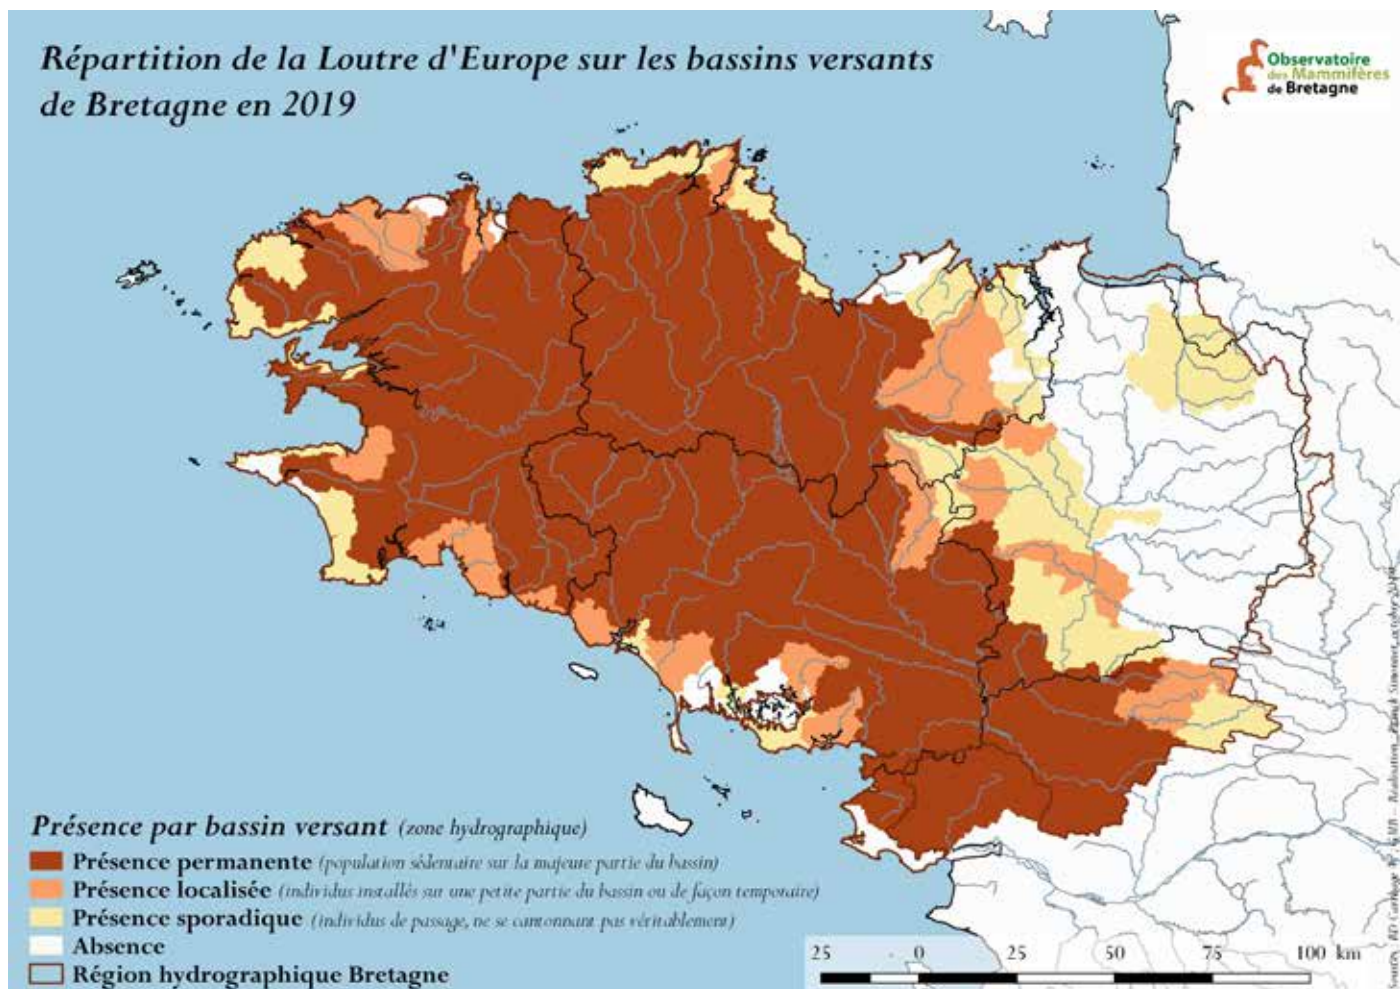 Répartition de la Loutre d'Europe sur les bassins versants
de Bretagne en 2019
Observatoire
des Mammifères
de Bretagne
Présence par bassin versant (zone hydrographique)
Présence permanente (population sédentaire sur la majeure partie du bassin)
Présence localisée (individus installés sur une petite partie du bassin ou de façon temporaire)
Présence sporadique (individus de passage, ne se cantonnant pas véritablement)
Absence
Région hydrographique Bretagne
25 0 25 50 75 100 km